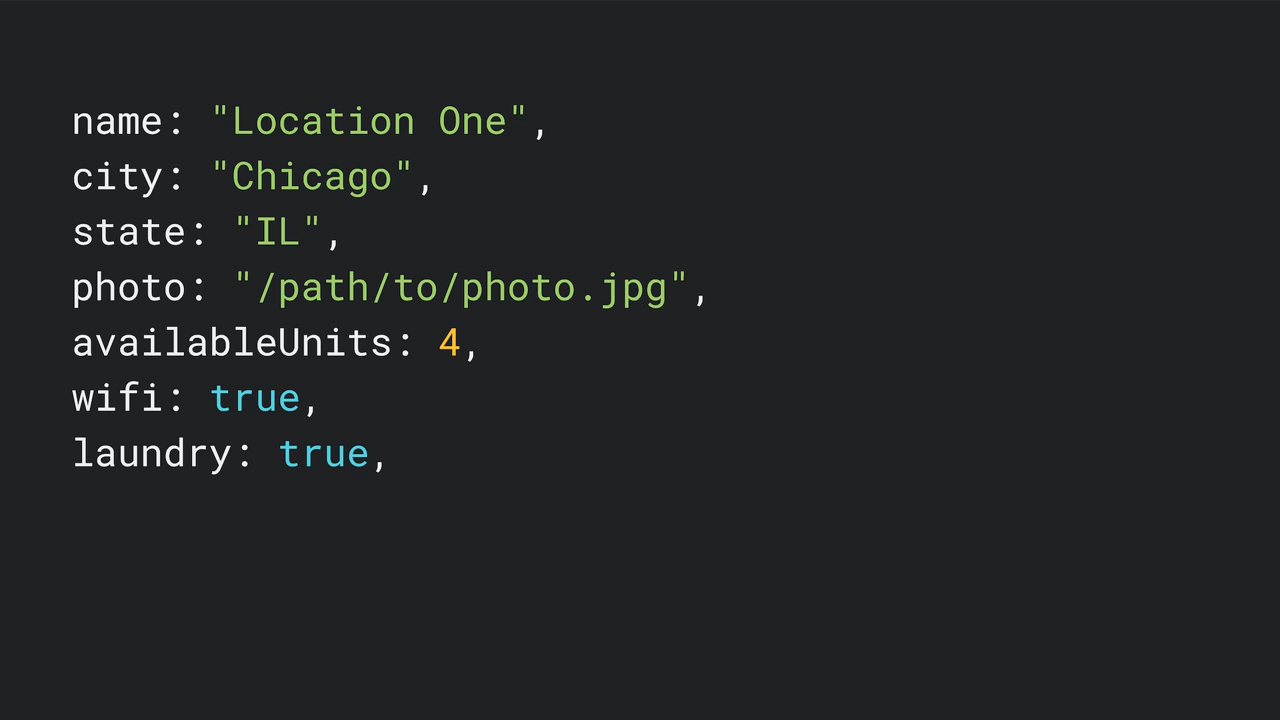 name: "Location One",
city: "Chicago",
state: "IL",
photo: "/path/to/photo.jpg",
availableUnits: 4,
wifi: true,
laundry: true,